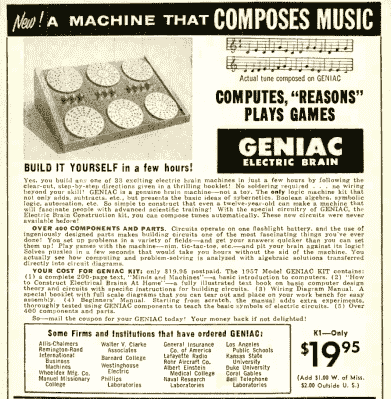 New! A MACHINE THAT COMPOSES MUSIC
Actual tune composed on GENIAC
COMPUTES, "REASONS"
PLAYS GAMES
GENIAC
ELECTRIC BRAIN
BUILD IT YOURSELF in a few hours!
Yes, you build any one of 33 exciting electric brain machines in just a few hours by following the
clear-cut, step-by-step directions given in a thrilling booklet! No soldering required . . . no wiring
beyond your skill! GENIAC is a genuine brain machine—not a toy. The only logic machine kit that
not only adds, subtracts, etc., but presents the basic ideas of cybernetics, Boolean algebra, symbolic
logic, automation, etc. So simple to construct that even a twelve-year-old can make a machine that
will fascinate people with advanced scientific training! With the special circuitry of GENIAC,
Electric Brain Construction kit, you can compose tunes automatically. These new circuits were never
available before!
OVER 400 COMPONENTS AND PARTS. Circuits operate on one flashlight battery, and the use of
ingeniously designed parts makes building circuits one of the most fascinating things you've ever
done! You set up problems in a variety of fields—and get your answers quicker than you can set
them up! Play games with the machine—nim, tic-tac-toe, etc.—and pit your brain against its logic!
Solves puzzles in a few seconds that would take you hours without the aid of the machine. You
actually see how computing and problem-solving is analysed with algebraic solutions transferred
directly into circuit diagrams.
YOUR COST FOR GENIAC KIT: only $19.95 postpaid. The 1957 Model GENIAC KIT contains:
(1) a complete 200-page text, "Minds and Machines"—a basic introduction to computers. (2) "How
to Construct Electrical Brains At Home"—a fully illustrated text book on basic computer design
theory and circuits with specific instructions for building circuits. (3) Wiring Diagram Manual. A
special booklet with full scale diagrams that you can tear out and place on your work bench for easy
assembly. (4) Beginners' Manual. Starting from scratch, the manual adds extra experiments,
thoroughly tested using GENIAC components to teach the basic symbols of electric circuits. (5) Over
400 components and parts.
So—mail the coupon for your GENIAC today! Your money back if not delighted!
Some Firms and Institutions that have ordered GENIAC:
Allis-Chalmers
Remington-Rand
International
Business
Machines
Wheeldex Mfg. Co.
Manuel Missionary
College
Walter V. Clarke
Associates
Barnard College
Westinghouse
Electric
Phillips
Laboratories
General Insurance
Co. of America
Lafayette Radio
Rohr Aircraft Co.
Albert Einstein
Medical College
Naval Research
Laboratories
Los Angeles
Public Schools
Kansas State
University
Duke University
Coral Gables
Bell Telephone
Laboratories
K1—Only
$19 95
(Add $1.00 W. of Miss.
$2.00 Outside U. S.)